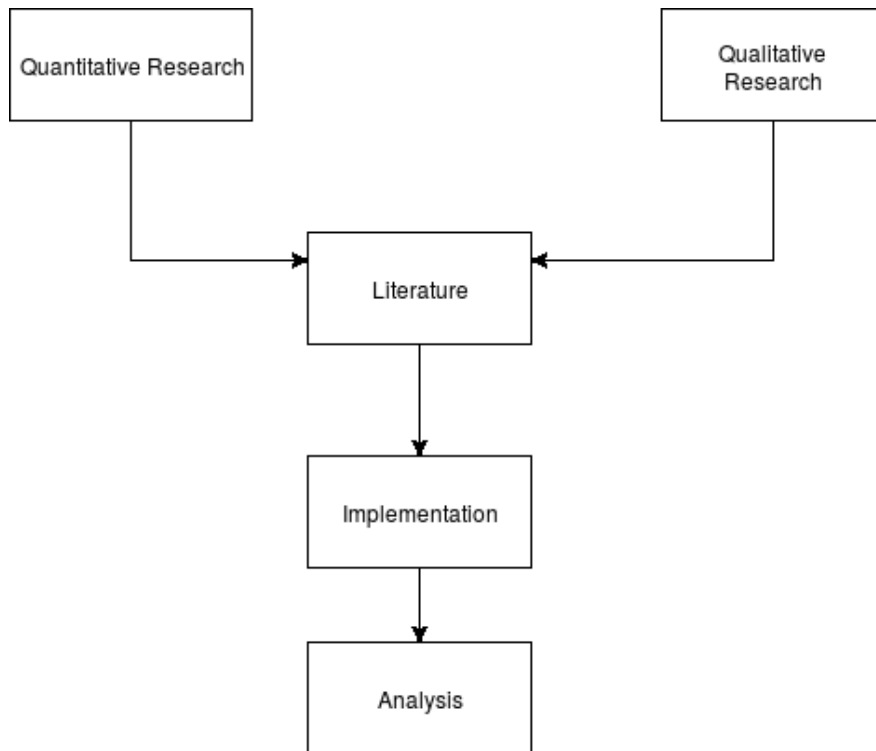 Quantitative Research
Qualitative
Research
Literature
Implementation
Analysis